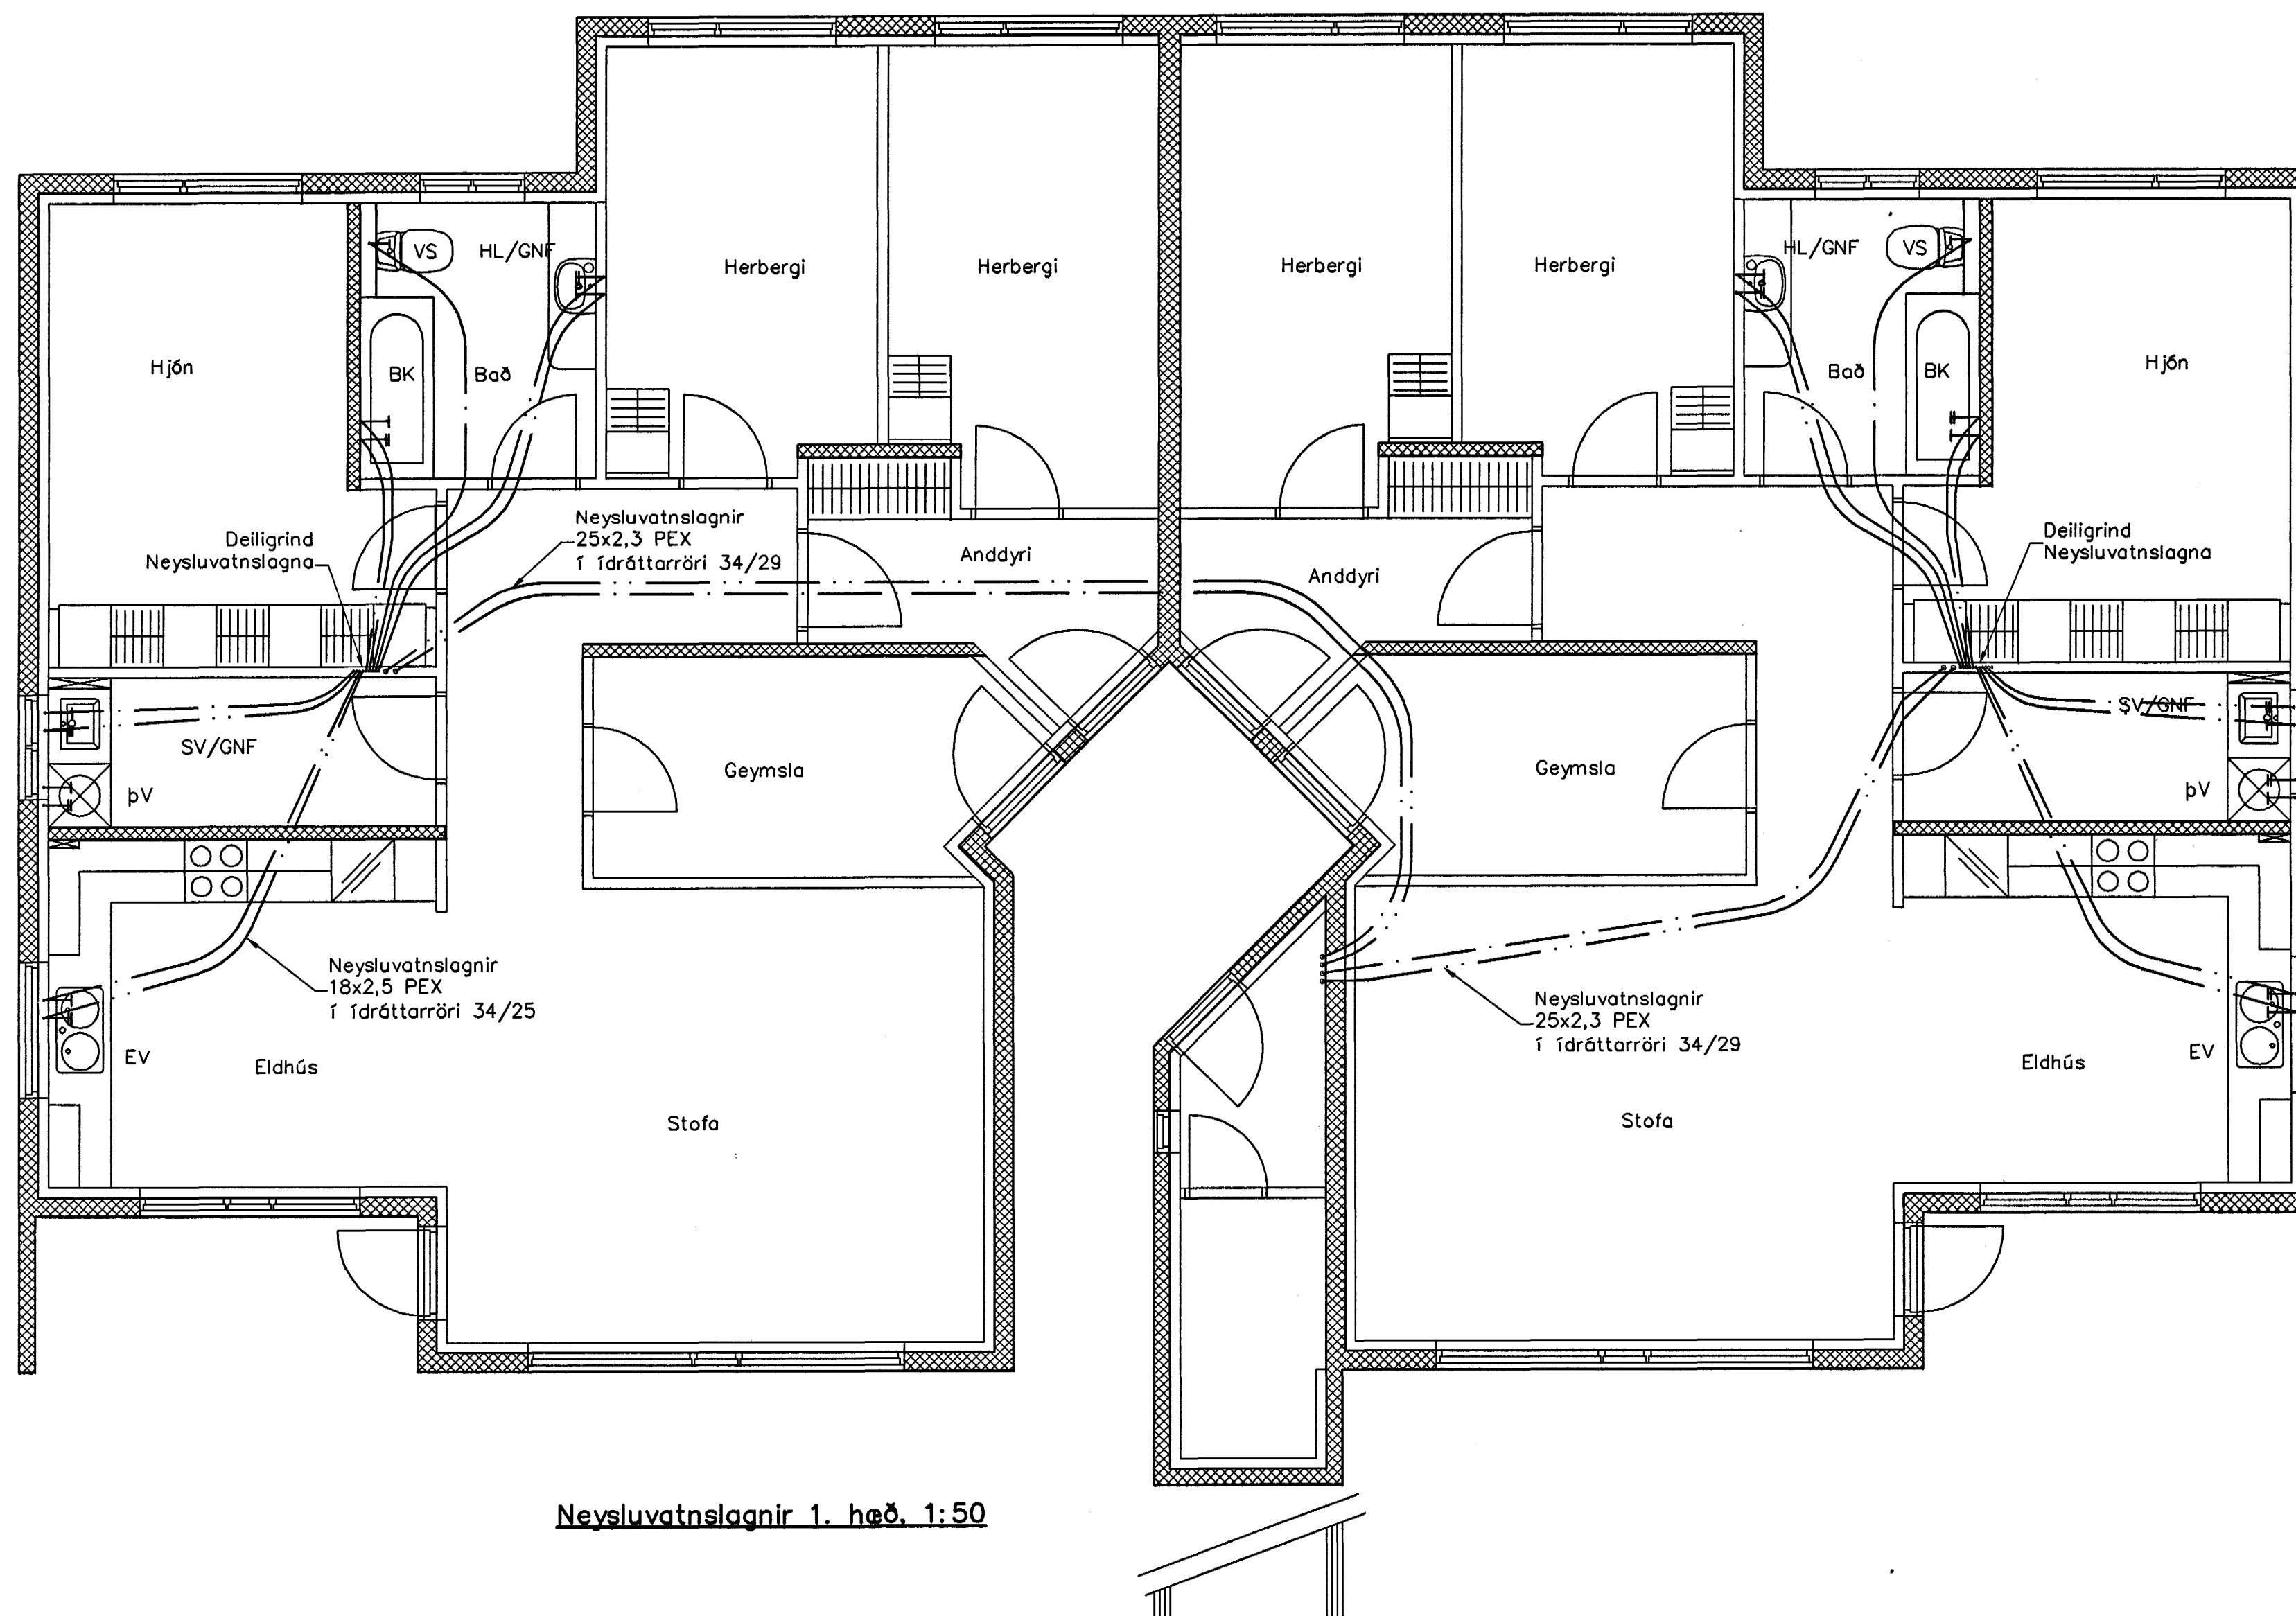 VS
HL/GNF
Herbergi
Herbergi
Herbergi
Herbergi
HL/GNF
VS
Hjón
BK
Bað
Bað
BK
Hjón
Deiligrind
Neysluvatnslagna
Neysluvatnslagnir
25x2,3 PEX
í ídráttarröri 34/29
Anddyri
Anddyri
Deiligrind
Neysluvatnslagna
SV/GNF
þV
Geymsla
Geymsla
SV/GNF
þV
Neysluvatnslagnir
18x2,5 PEX
í ídráttarröri 34/25
EV
Eldhús
Stofa
Neysluvatnslagnir
25x2,3 PEX
í ídráttarröri 34/29
Stofa
Eldhús
EV
Neysluvatnslagnir 1. hæð, 1:50